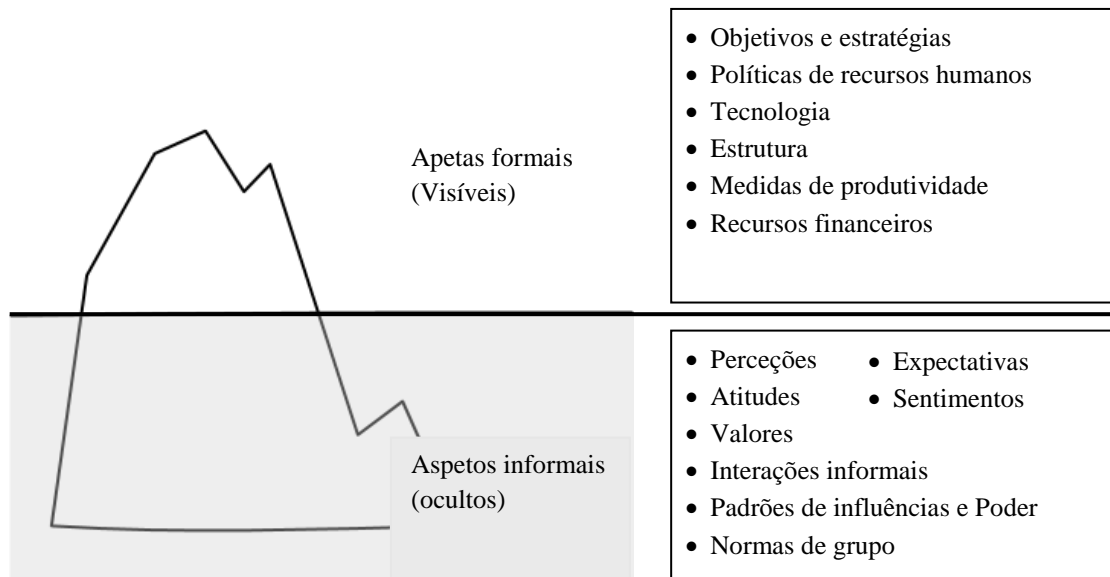 Apetas formais
(Visíveis)
• Objetivos e estratégias
• Políticas de recursos humanos
• Tecnologia
• Estrutura
• Medidas de produtividade
• Recursos financeiros
Aspetos informais
(ocultos)
• Perceções
• Atitudes
• Valores
• Interações informais
• Padrões de influências e Poder
• Normas de grupo
• Expectativas
• Sentimentos